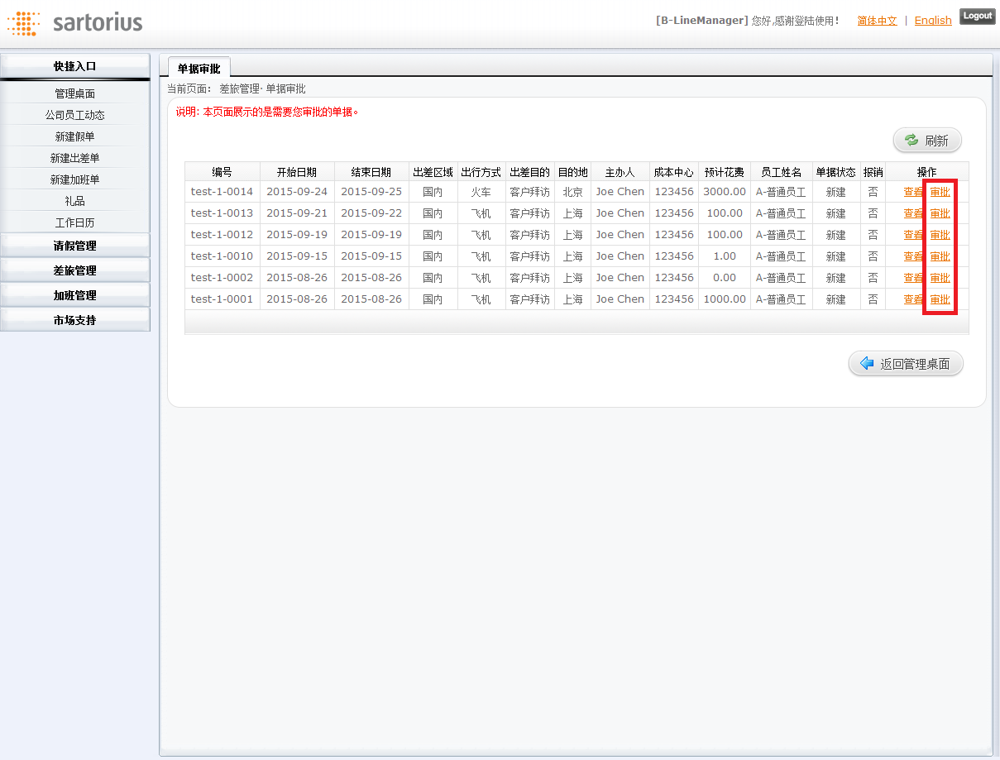 sartorius
[B-LineManager] 您好,感谢登陆使用! 简体中文 | English Logout
快捷入口
管理桌面
公司员工动态
新建假单
新建出差单
新建加班单
礼品
工作日历
请假管理
差旅管理
加班管理
市场支持
单据审批
当前页面: 差旅管理· 单据审批
说明: 本页面展示的是需要您审批的单据。
刷新
编号 开始日期 结束日期 出差区域 出行方式 出差目的 目的地 主办人 成本中心 预计花费 员工姓名 单据状态 报销 操作
test-1-0014 2015-09-24 2015-09-25 国内 火车 客户拜访 北京 Joe Chen 123456 3000.00 A-普通员工 新建 否 查看 审批
test-1-0013 2015-09-21 2015-09-22 国内 飞机 客户拜访 上海 Joe Chen 123456 100.00 A-普通员工 新建 否 查看 审批
test-1-0012 2015-09-19 2015-09-19 国内 飞机 客户拜访 上海 Joe Chen 123456 100.00 A-普通员工 新建 否 查看 审批
test-1-0010 2015-09-15 2015-09-15 国内 飞机 客户拜访 上海 Joe Chen 123456 1.00 A-普通员工 新建 否 查看 审批
test-1-0002 2015-08-26 2015-08-26 国内 飞机 客户拜访 上海 Joe Chen 123456 0.00 A-普通员工 新建 否 查看 审批
test-1-0001 2015-08-26 2015-08-26 国内 飞机 客户拜访 上海 Joe Chen 123456 1000.00 A-普通员工 新建 否 查看 审批
返回管理桌面